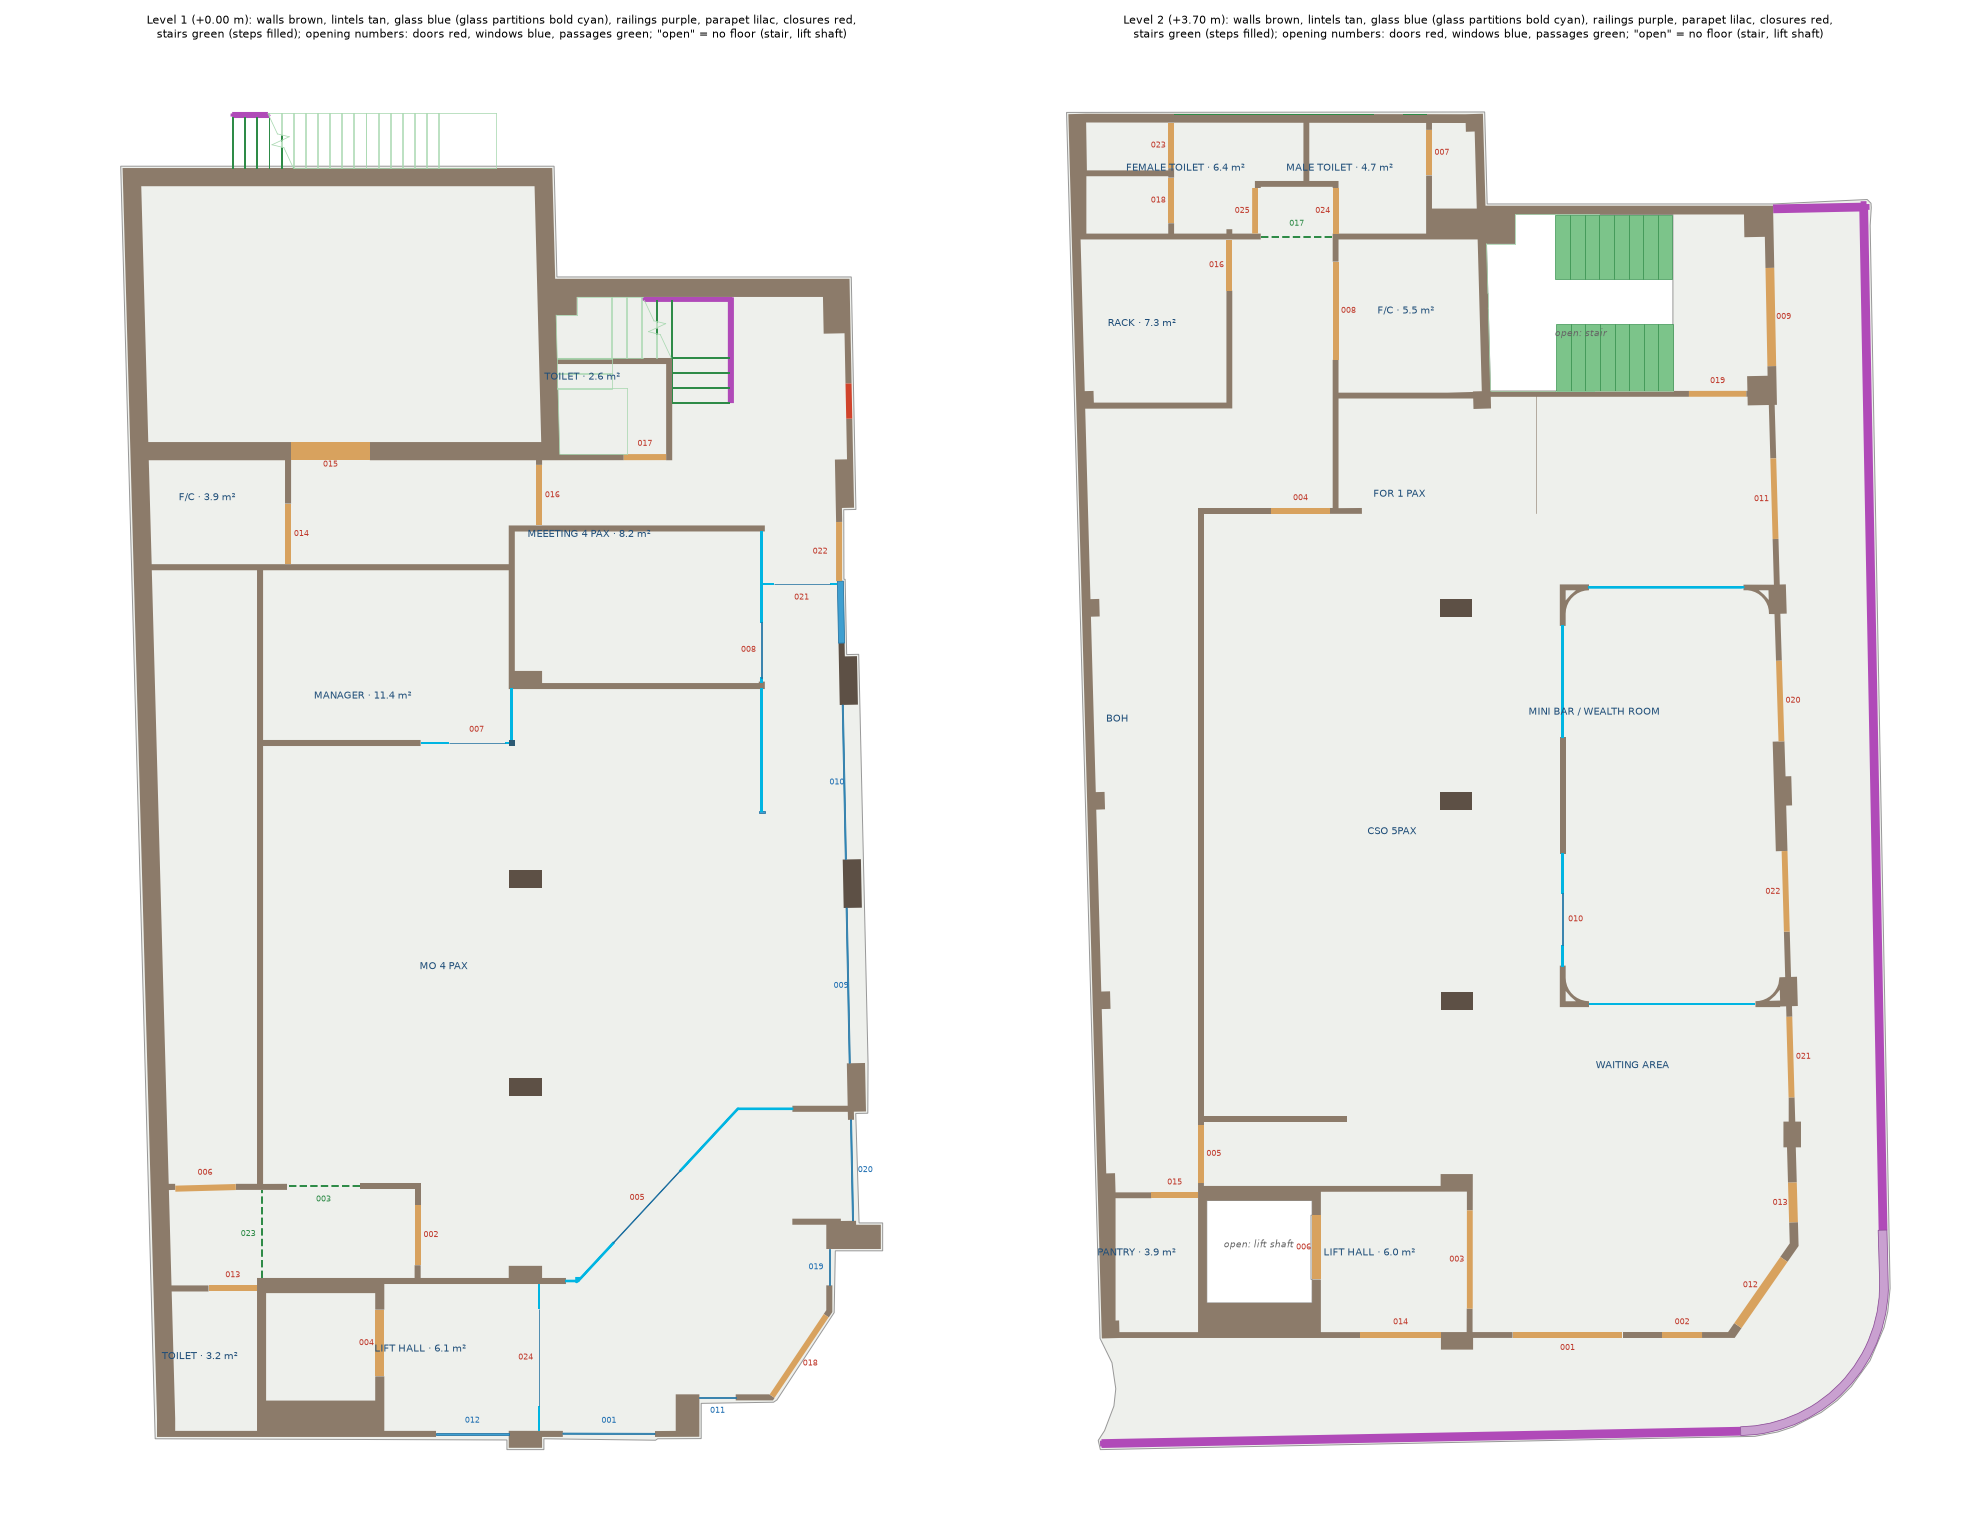 Level 1 (+0.00 m): walls brown, lintels tan, glass blue (glass partitions bold cyan), railings purple, parapet lilac, closures red,
stairs green (steps filled); opening numbers: doors red, windows blue, passages green; "open" = no floor (stair, lift shaft)
TOILET · 2.6 m²
017
015
016
F/C · 3.9 m²
014
MEEETING 4 PAX · 8.2 m²
022
021
008
MANAGER · 11.4 m²
007
010
MO 4 PAX
009
020
006
003
005
023
002
019
013
004
LIFT HALL · 6.1 m²
TOILET · 3.2 m²
024
018
011
012
001
Level 2 (+3.70 m): walls brown, lintels tan, glass blue (glass partitions bold cyan), railings purple, parapet lilac, closures red,
stairs green (steps filled); opening numbers: doors red, windows blue, passages green; "open" = no floor (stair, lift shaft)
023
007
FEMALE TOILET · 6.4 m²
MALE TOILET · 4.7 m²
018
025
024
017
016
RACK · 7.3 m²
008
F/C · 5.5 m²
009
open: stair
019
004
FOR 1 PAX
011
020
MINI BAR / WEALTH ROOM
BOH
CSO 5PAX
022
010
021
WAITING AREA
005
015
013
PANTRY · 3.9 m²
open: lift shaft
006
LIFT HALL · 6.0 m²
003
012
014
002
001